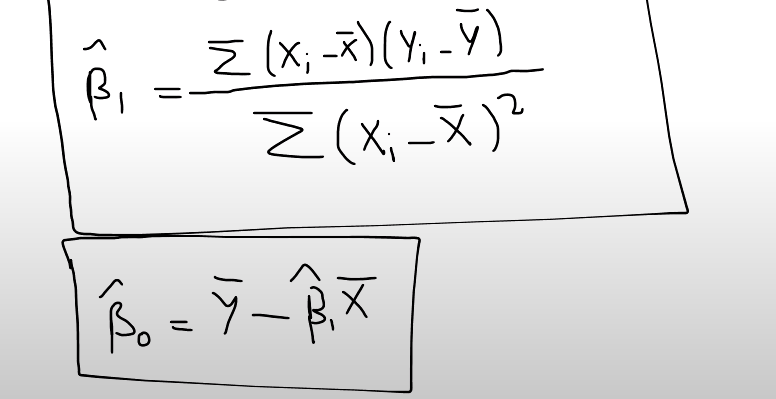 β̂₁ = Σ(Xᵢ - X̄)(Yᵢ - Ȳ) / Σ(Xᵢ - X̄)²
β̂₀ = Ȳ - β̂₁X̄